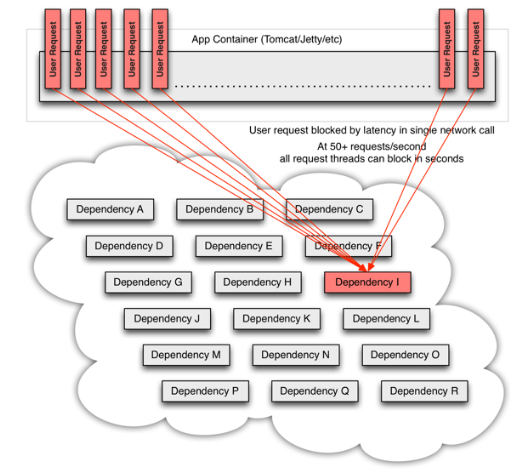 App Container (Tomcat/Jetty/etc)
User Request
User Request
User Request
User Request
User Request
User Request
User Request
User request blocked by latency in single network call
At 50+ requests/second
all request threads can block in seconds
Dependency A
Dependency B
Dependency C
Dependency D
Dependency E
Dependency F
Dependency G
Dependency H
Dependency I
Dependency J
Dependency K
Dependency L
Dependency M
Dependency N
Dependency O
Dependency P
Dependency Q
Dependency R